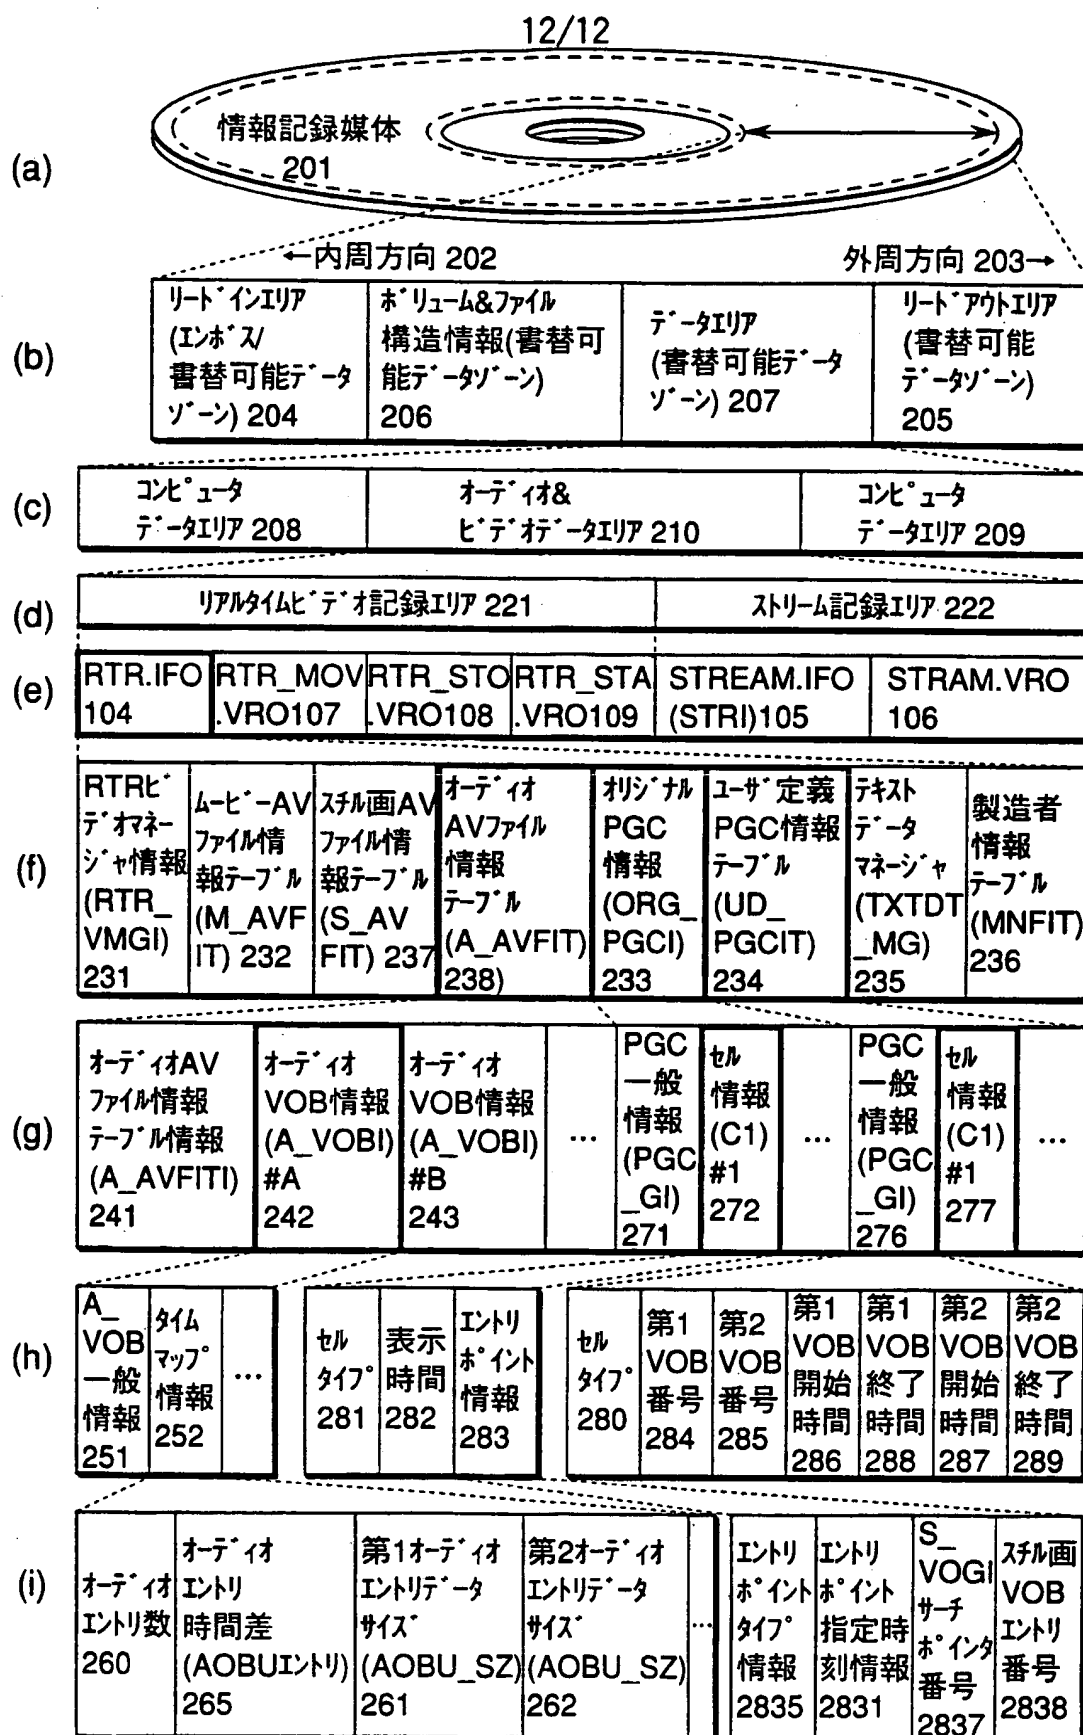 12/12
(a)
情報記録媒体
201
←内周方向 202
外周方向 203→
(b)
リードインエリア
(エンボス/
書替可能データ
ゾーン) 204
ボリューム&ファイル
構造情報(書替可
能データゾーン)
206
データエリア
(書替可能データ
ゾーン) 207
リードアウトエリア
(書替可能
データゾーン)
205
(c)
コンピュータ
データエリア 208
オーディオ&
ビデオデータエリア 210
コンピュータ
データエリア 209
(d)
リアルタイムビデオ記録エリア 221
ストリーム記録エリア 222
(e)
RTR.IFO
104
RTR_MOV
.VRO107
RTR_STO
.VRO108
RTR_STA
.VRO109
STREAM.IFO
(STRI)105
STRAM.VRO
106
(f)
RTRビ
デオマネー
ジャ情報
(RTR_
VMGI)
231
ムービーAV
ファイル情
報テーブル
(M_AVF
IT) 232
スチル画AV
ファイル情
報テーブル
(S_AV
FIT) 237
オーディオ
AVファイル
情報
テーブル
(A_AVFIT)
238)
オリジナル
PGC
情報
(ORG_
PGCI)
233
ユーザ定義
PGC情報
テーブル
(UD_
PGCIT)
234
テキスト
データ
マネージャ
(TXTDT
_MG)
235
製造者
情報
テーブル
(MNFIT)
236
(g)
オーディオAV
ファイル情報
テーブル情報
(A_AVFITI)
241
オーディオ
VOB情報
(A_VOBI)
#A
242
オーディオ
VOB情報
(A_VOBI)
#B
243
…
PGC
一般
情報
(PGC
_GI)
271
セル
情報
(C1)
#1
272
…
PGC
一般
情報
(PGC
_GI)
276
セル
情報
(C1)
#1
277
…
(h)
A_
VOB
一般
情報
251
タイム
マップ
情報
252
…
セル
タイプ
281
表示
時間
282
エントリ
ポイント
情報
283
セル
タイプ
280
第1
VOB
番号
284
第2
VOB
番号
285
第1
VOB
開始
時間
286
第1
VOB
終了
時間
288
第2
VOB
開始
時間
287
第2
VOB
終了
時間
289
(i)
オーディオ
エントリ数
260
オーディオ
エントリ
時間差
(AOBUエントリ)
265
第1オーディオ
エントリデータ
サイズ
(AOBU_SZ)
261
第2オーディオ
エントリデータ
サイズ
(AOBU_SZ)
262
…
エントリ
ポイント
タイプ
情報
2835
エントリ
ポイント
指定時
刻情報
2831
S_
VOGI
サーチ
ポインタ
番号
2837
スチル画
VOB
エントリ
番号
2838